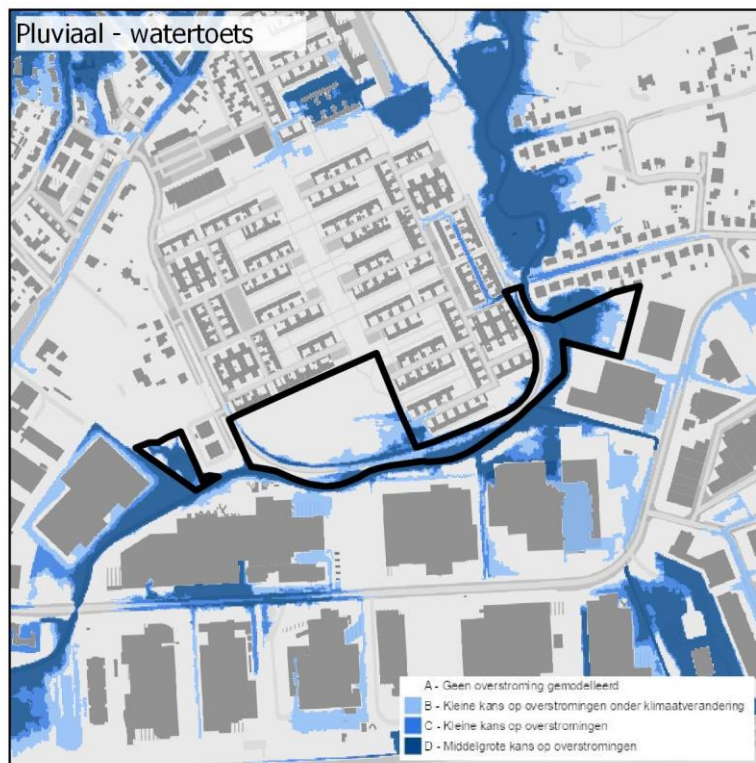 Pluviaal - watertoets
A - Geen overstroming gemodelleerd
B - Kleine kans op overstromingen onder klimaatverandering
C - Kleine kans op overstromingen
D - Middelgrote kans op overstromingen